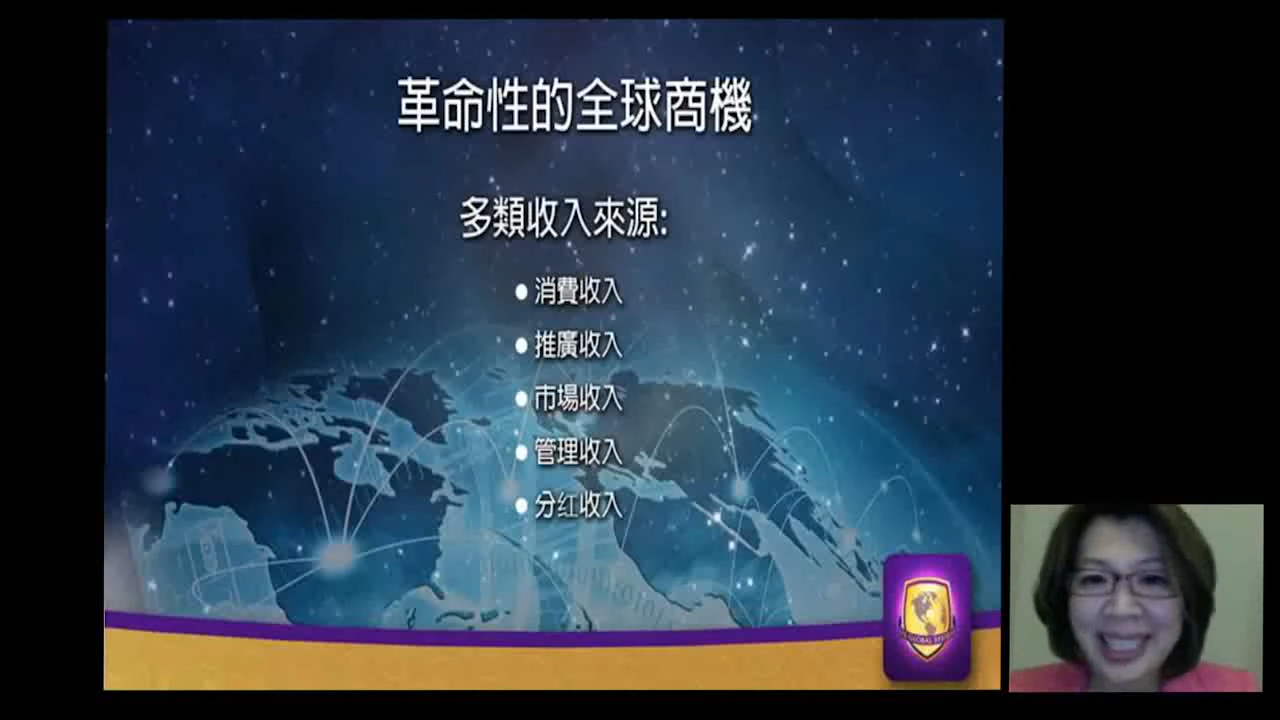 革命性的全球商機
多類收入來源:
● 消費收入
● 推廣收入
● 市場收入
● 管理收入
● 分红收入